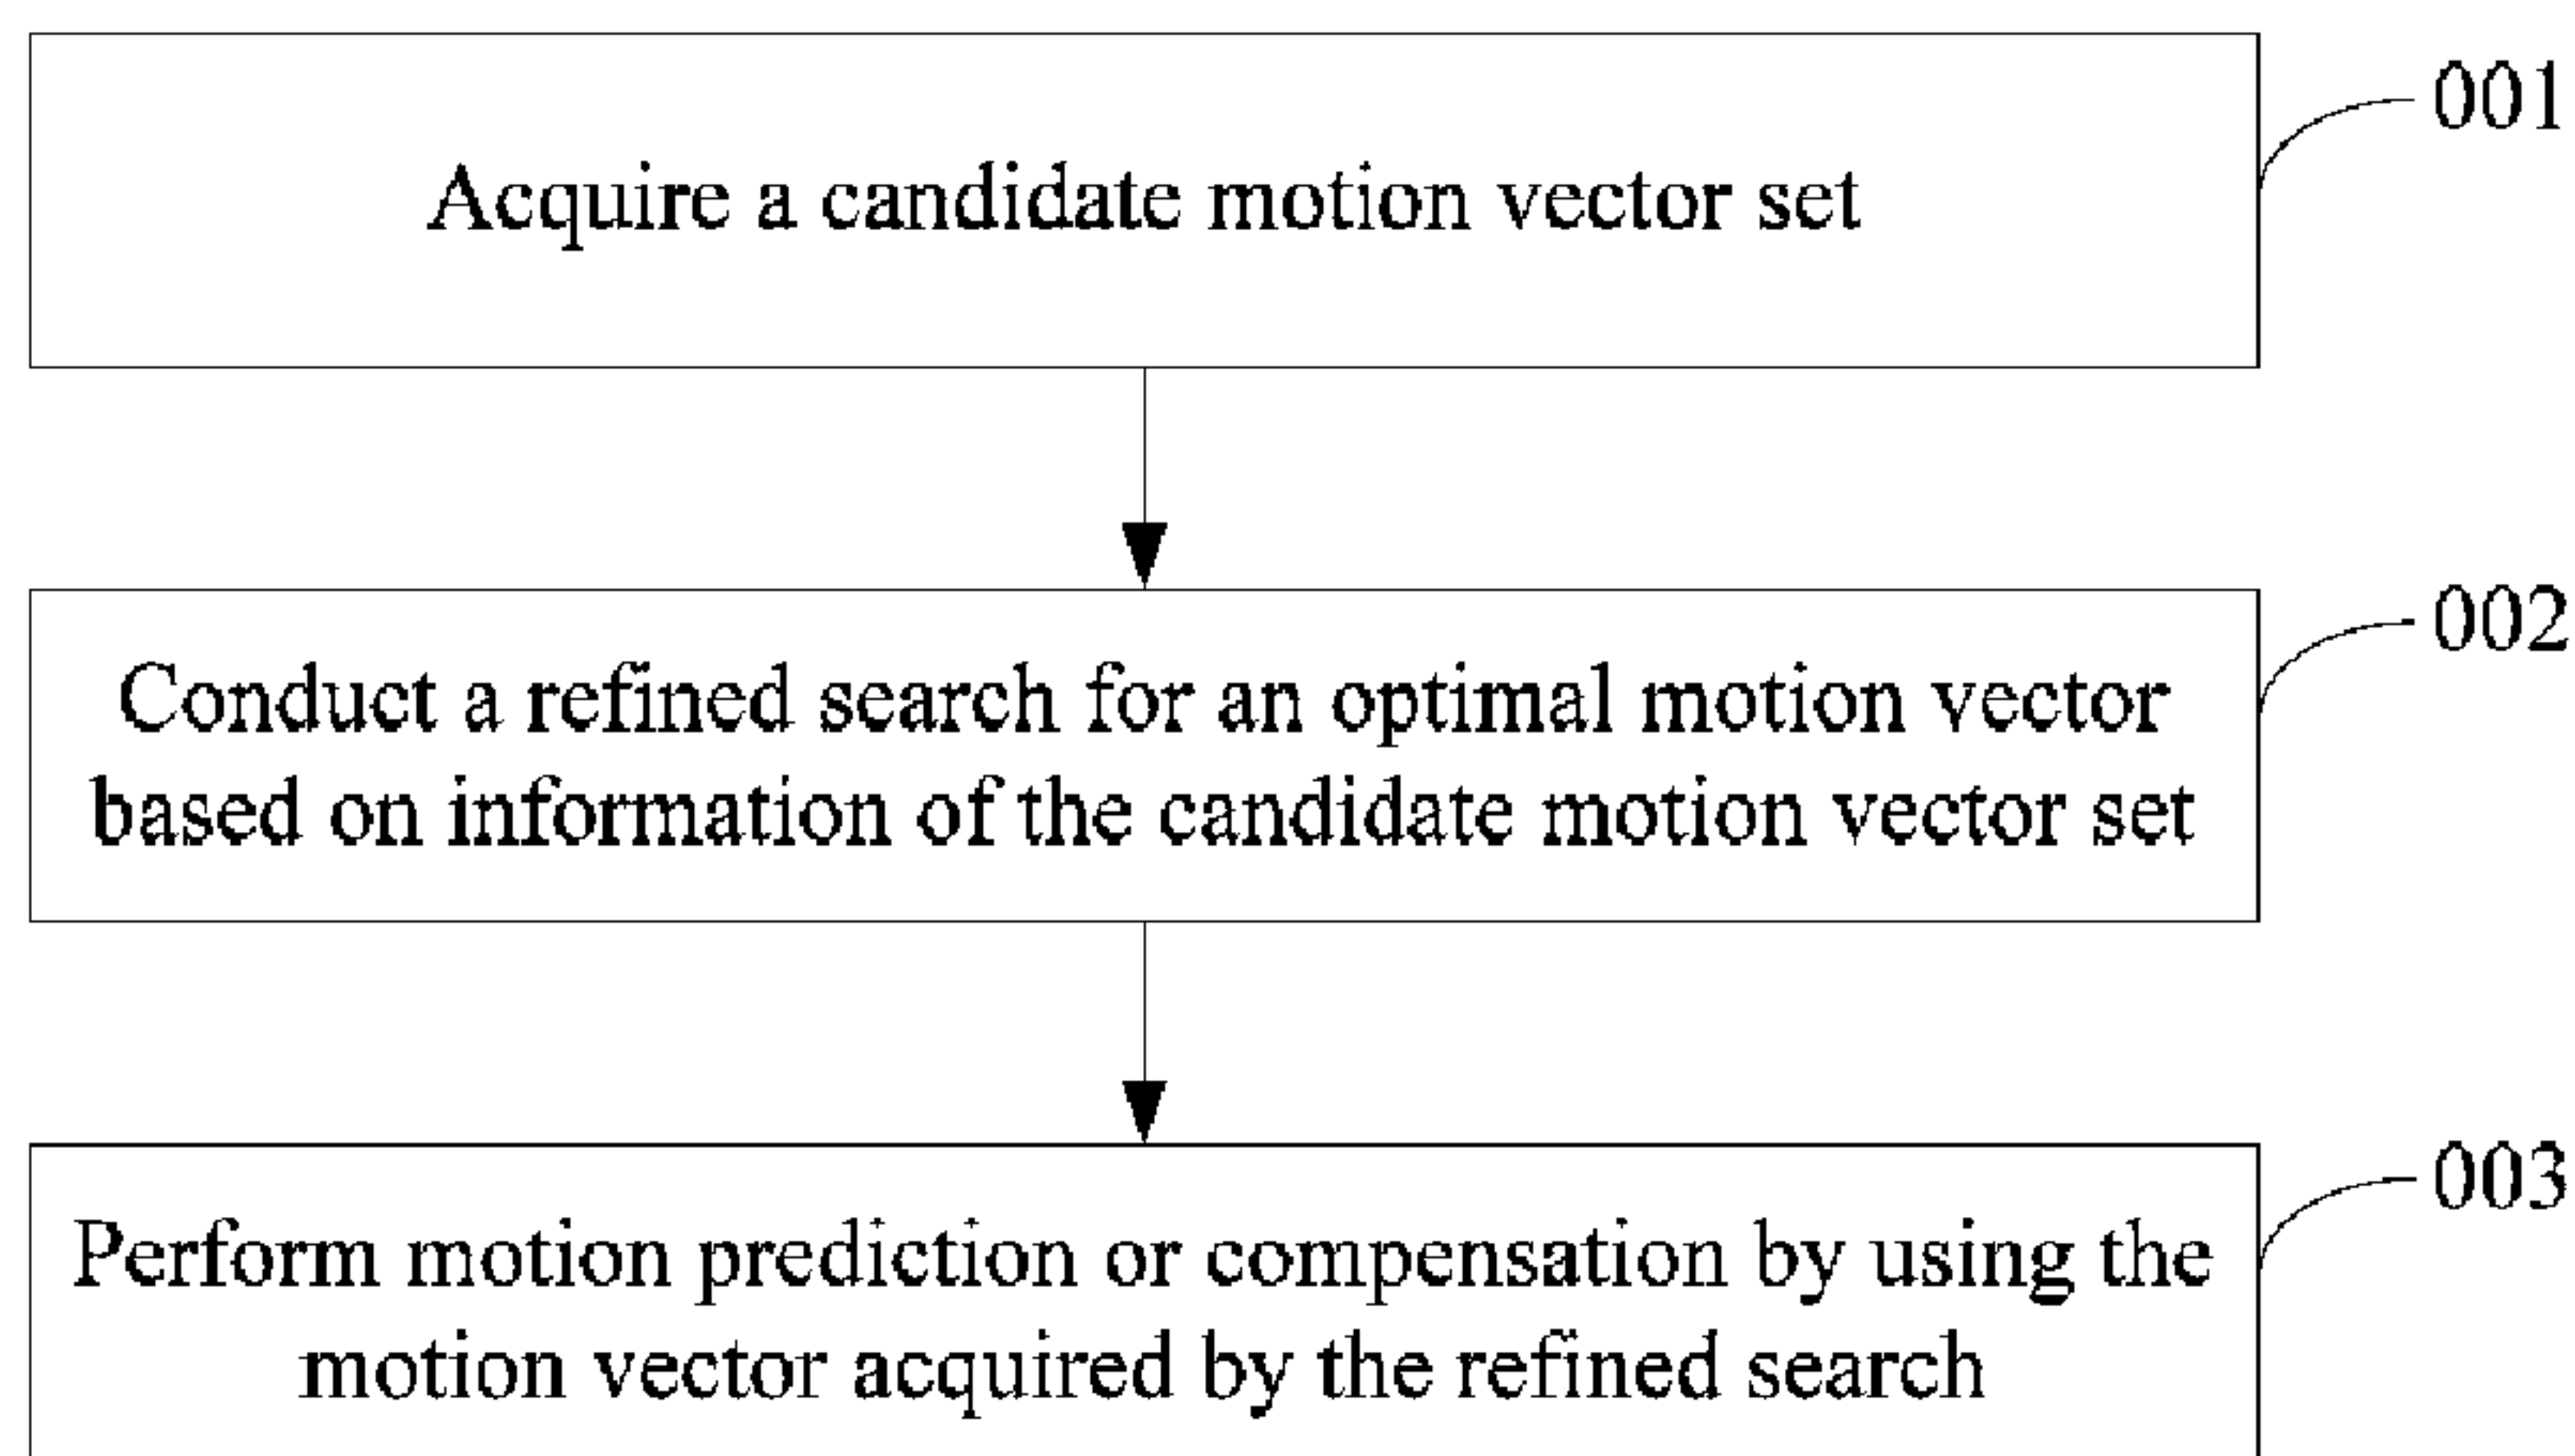 Acquire a candidate motion vector set
001
Conduct a refined search for an optimal motion vector
based on information of the candidate motion vector set
002
Perform motion prediction or compensation by using the
motion vector acquired by the refined search
003